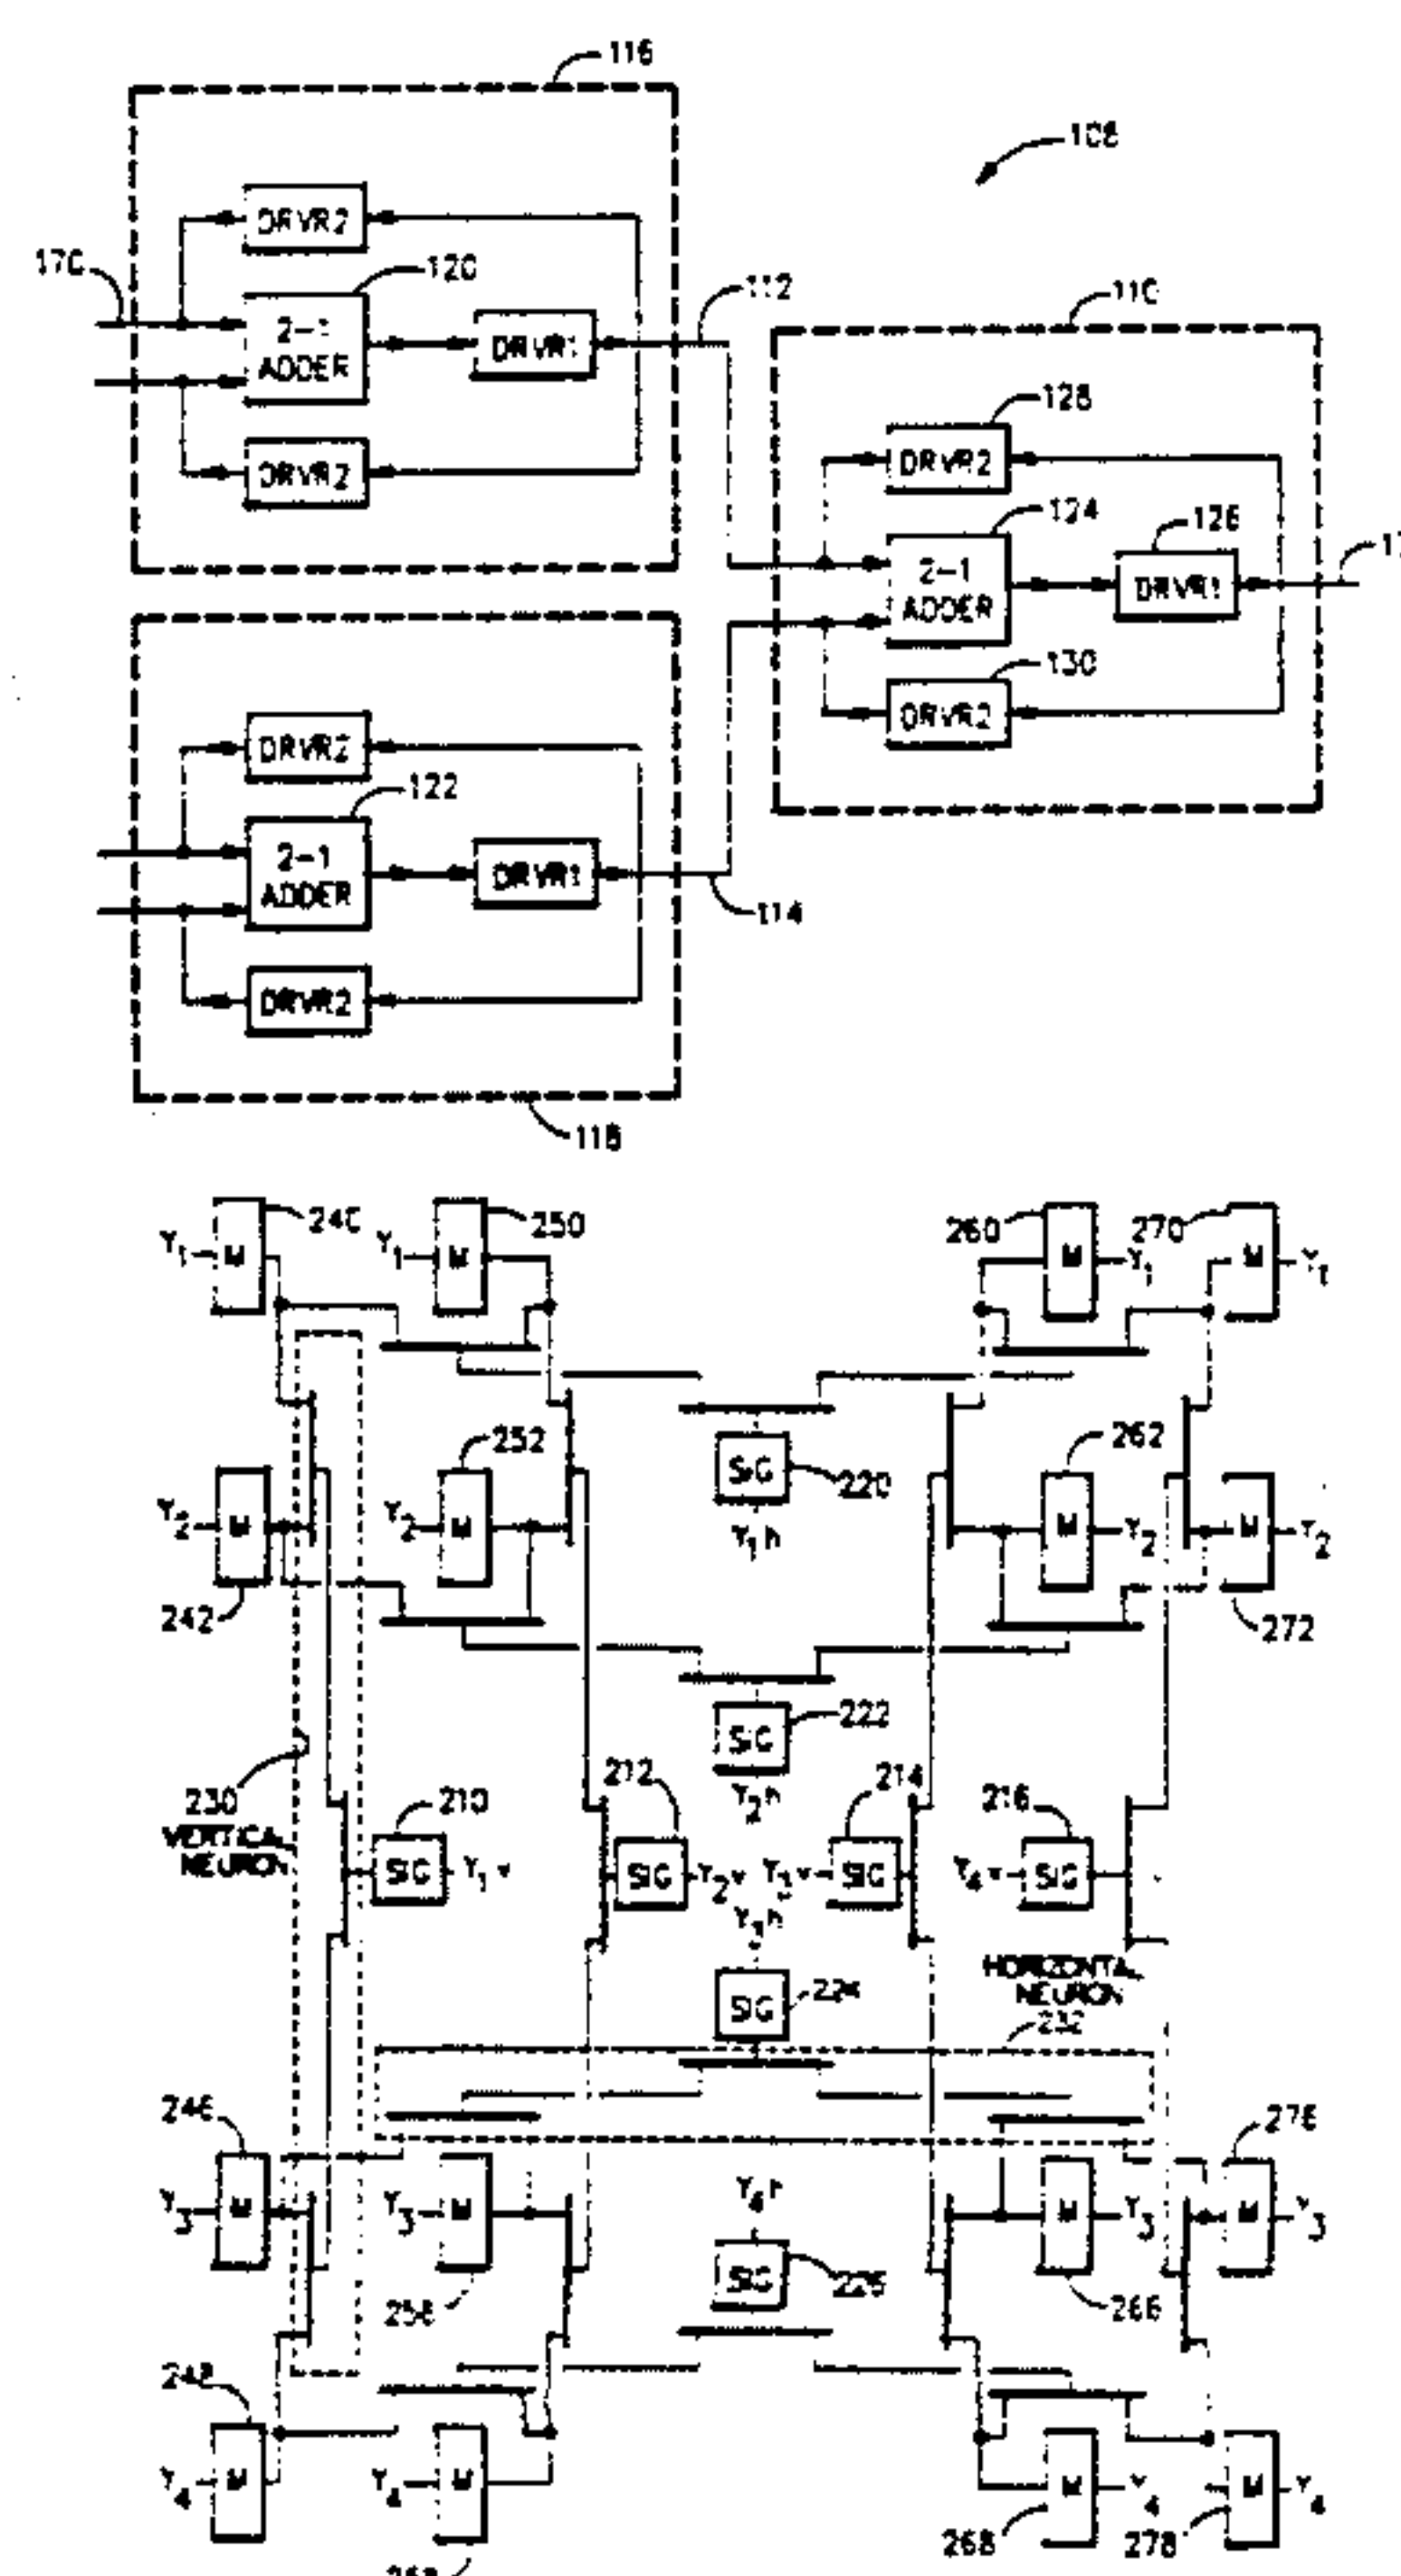 116
108
DRVR2
170
120
112
110
2-1
ADDER
DRVR1
128
DRVR2
DRVR2
124
126
2-1
ADDER
DRVR1
130
DRVR2
DRVR2
122
2-1
ADDER
DRVR1
114
DRVR2
118
240
250
260
270
Y1
M
Y1
M
M
Y1
M
Y1
252
262
SIG
220
Y1h
Y2
M
Y2
M
M
Y2
M
Y2
242
272
SIG
222
Y2h
230
VERTICAL
NEURON
210
212
214
216
SIG
Y1v
SIG
Y2v
Y3v
SIG
Y4v
SIG
Y3h
SIG
HORIZONTAL
NEURON
232
246
276
Y3
M
Y3
M
M
Y3
M
Y3
Y4h
SIG
266
Y4
M
Y4
M
M
Y4
M
Y4
268
278